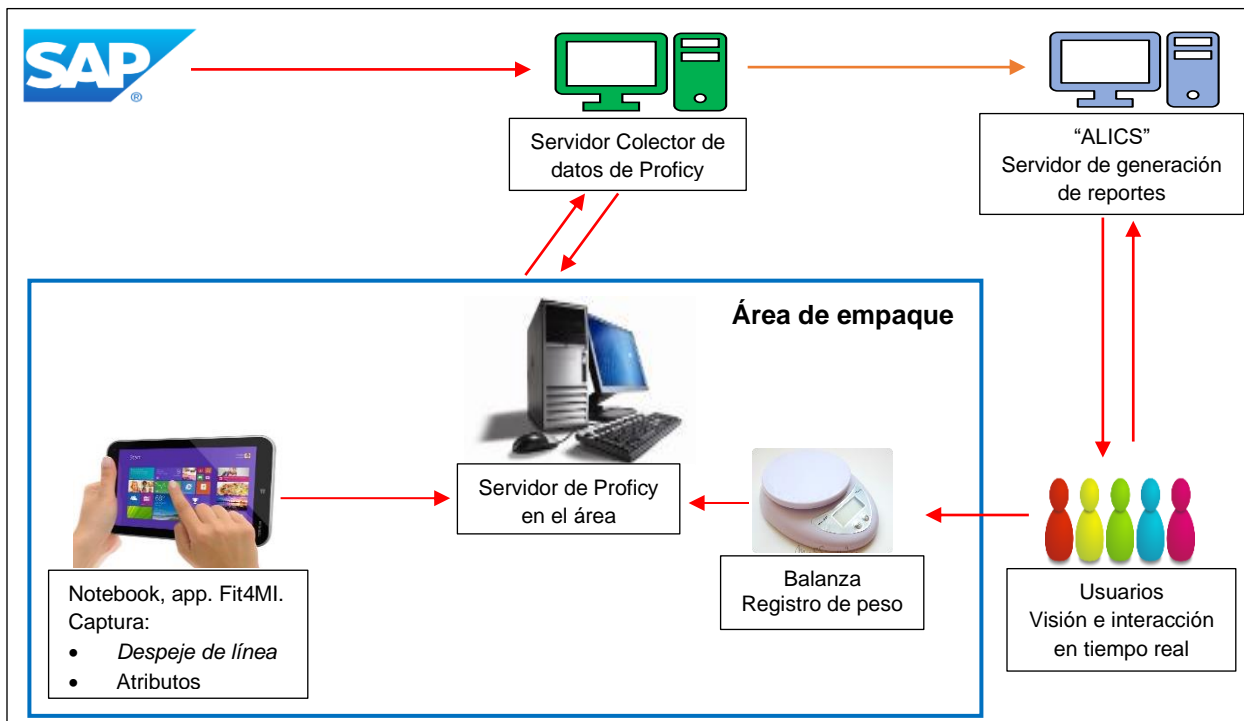 SAP
®
Servidor Colector de
datos de Proficy
“ALICS”
Servidor de generación
de reportes
Área de empaque
Start
Servidor de Proficy
en el área
Balanza
Registro de peso
Notebook, app. Fit4MI.
Captura:
• Despeje de línea
• Atributos
Usuarios
Visión e interacción
en tiempo real